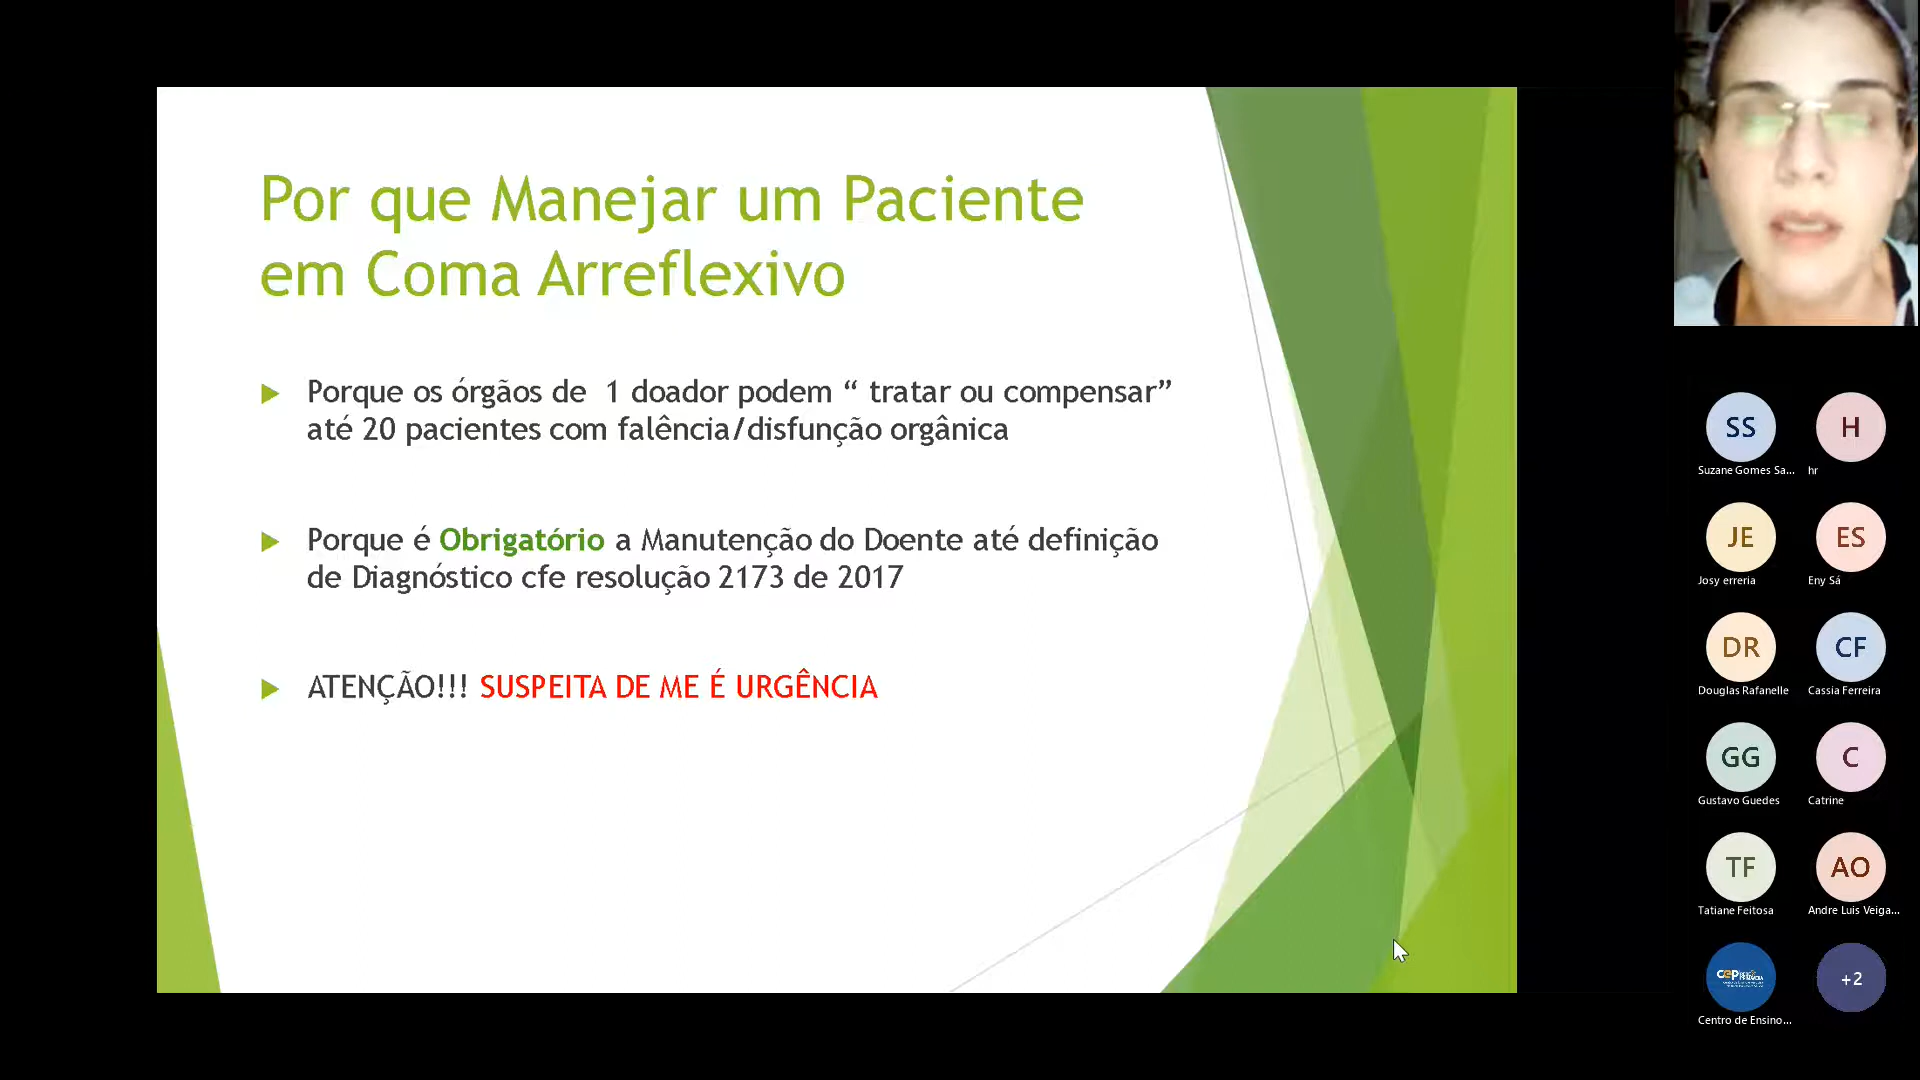 Por que Manejar um Paciente
em Coma Arreflexivo
Porque os órgãos de  1 doador podem “ tratar ou compensar”
até 20 pacientes com falência/disfunção orgânica
Porque é Obrigatório a Manutenção do Doente até definição
de Diagnóstico cfe resolução 2173 de 2017
ATENÇÃO!!! SUSPEITA DE ME É URGÊNCIA
SS
Suzane Gomes Sa...
H
hr
JE
Josy erreria
ES
Eny Sá
DR
Douglas Rafanelle
CF
Cassia Ferreira
GG
Gustavo Guedes
C
Catrine
TF
Tatiane Feitosa
AO
Andre Luis Veiga...
cep
Centro de Ensino...
+2